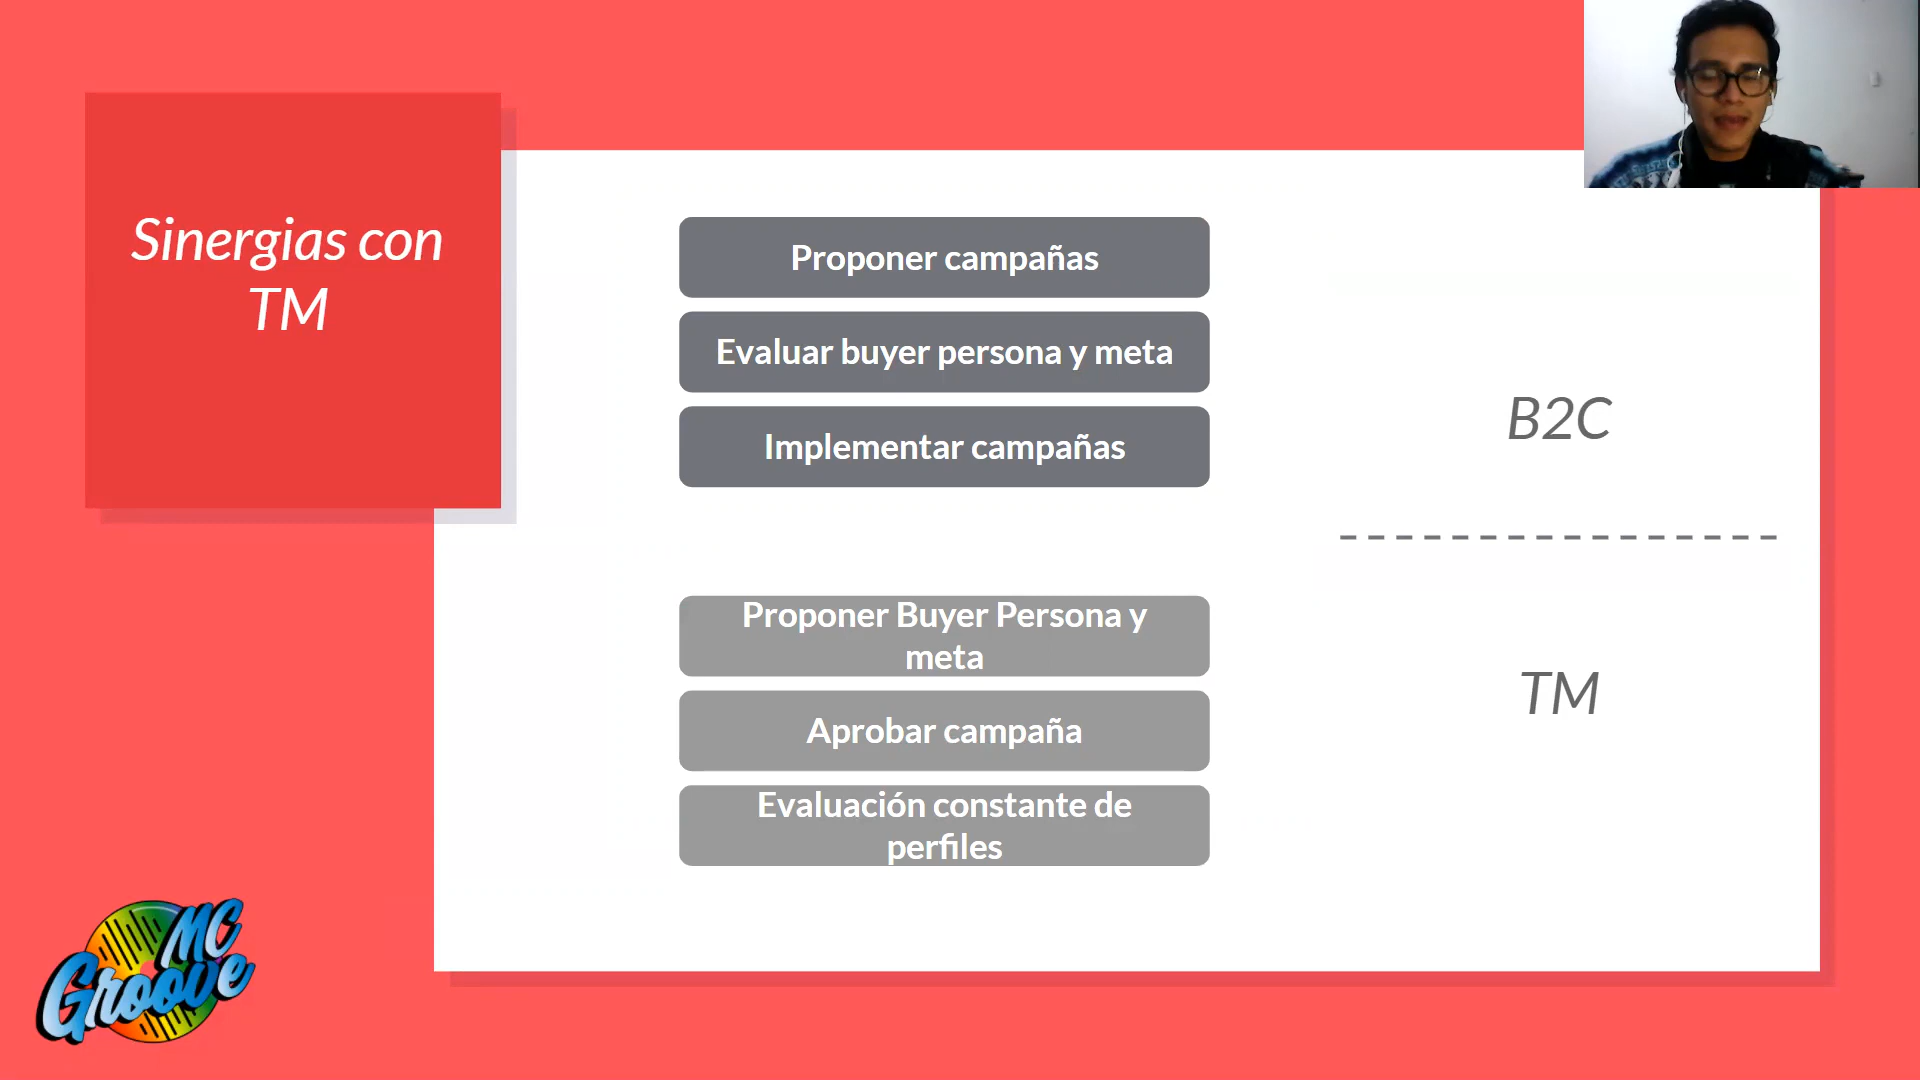 Sinergias con
TM
Proponer campañas
Evaluar buyer persona y meta
Implementar campañas
B2C
Proponer Buyer Persona y
meta
Aprobar campaña
Evaluación constante de
perfiles
TM
MC
Groove